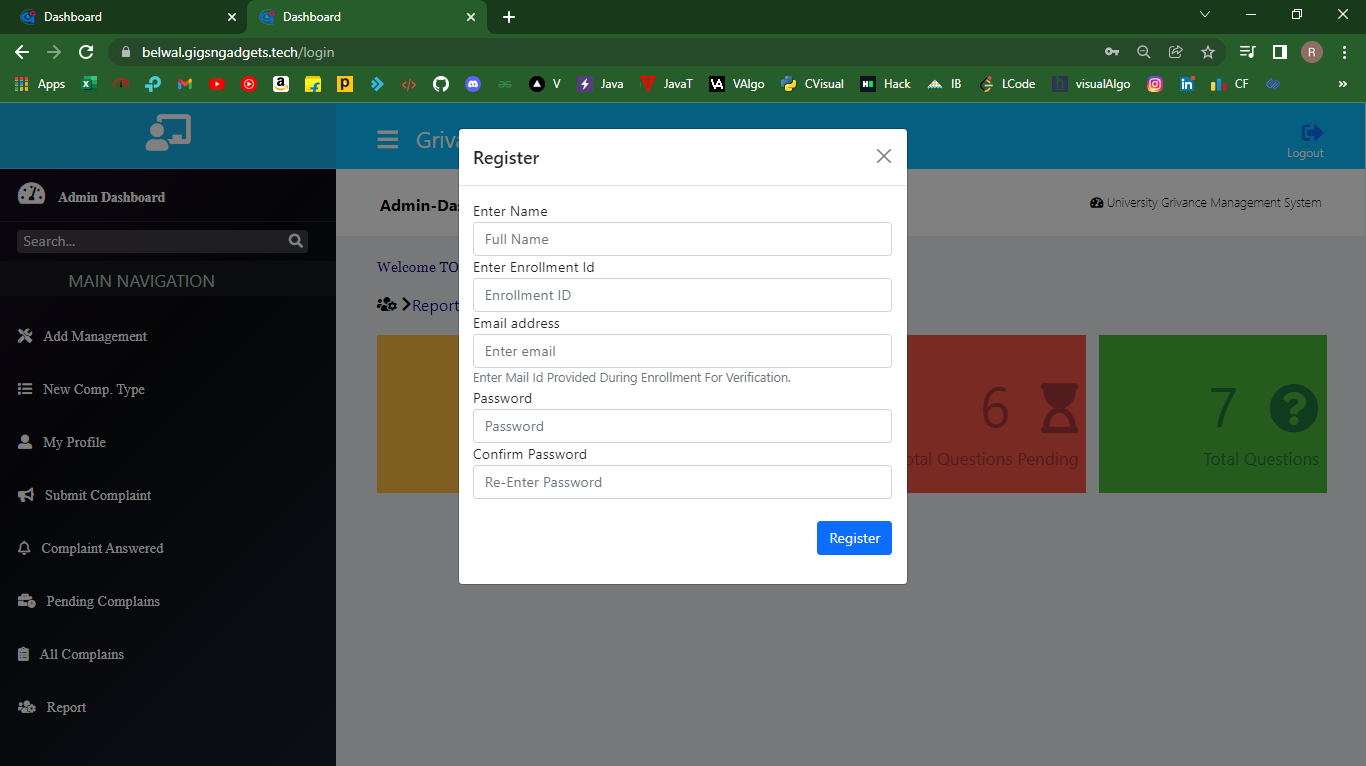 Dashboard
Dashboard
belwal.gigsngadgets.tech/login
R
Apps
V
Java
JavaT
VAlgo
CVisual
Hack
IB
LCode
visualAlgo
CF
Logout
Register
Admin Dashboard
Search...
MAIN NAVIGATION
Add Management
New Comp. Type
My Profile
Submit Complaint
Complaint Answered
Pending Complains
All Complains
Report
University Grivance Management System
Welcome TO
Report
Enter Name
Full Name
Enter Enrollment Id
Enrollment ID
Email address
Enter email
Enter Mail Id Provided During Enrollment For Verification.
Password
Password
Confirm Password
Re-Enter Password
Register
6
Questions Pending
7
Total Questions